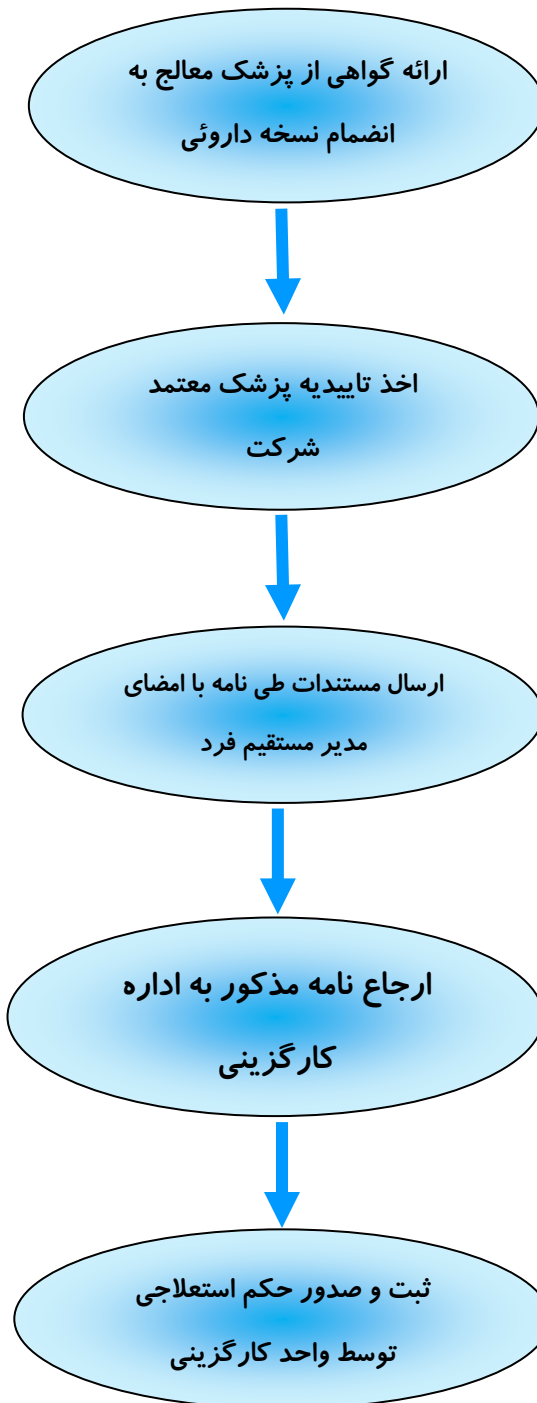 ارائه گواهی از پزشک معالج به
انضمام نسخه داروئی
اخذ تاییدیه پزشک معتمد
شرکت
ارسال مستندات طی نامه با امضای
مدیر مستقیم فرد
ارجاع نامه مذکور به اداره
کارگزینی
ثبت و صدور حکم استعلاجی
توسط واحد کارگزینی